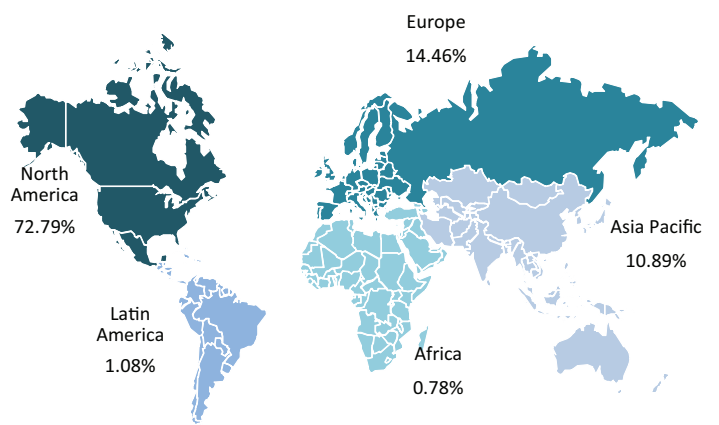 Europe
14.46%
North
America
72.79%
Asia Pacific
10.89%
Latin
America
1.08%
Africa
0.78%